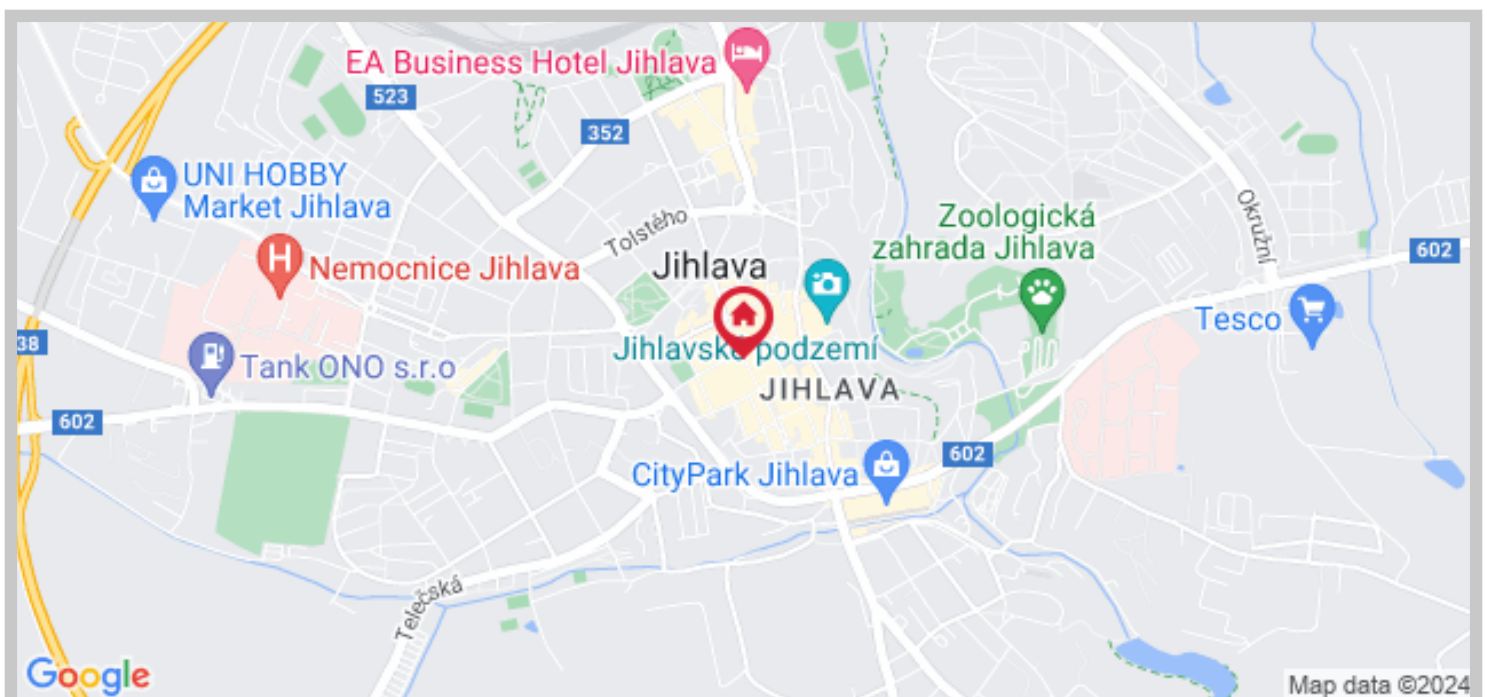 EA Business Hotel Jihlava
523
352
UNI HOBBY
Market Jihlava
Tolstého
Zoologická
zahrada Jihlava
Okružní
602
Nemocnice Jihlava
Jihlava
H
Tesco
38
Jihlavské podzemí
Tank ONO s.r.o
JIHLAVA
602
602
CityPark Jihlava
Telečská
Google
Map data ©2024